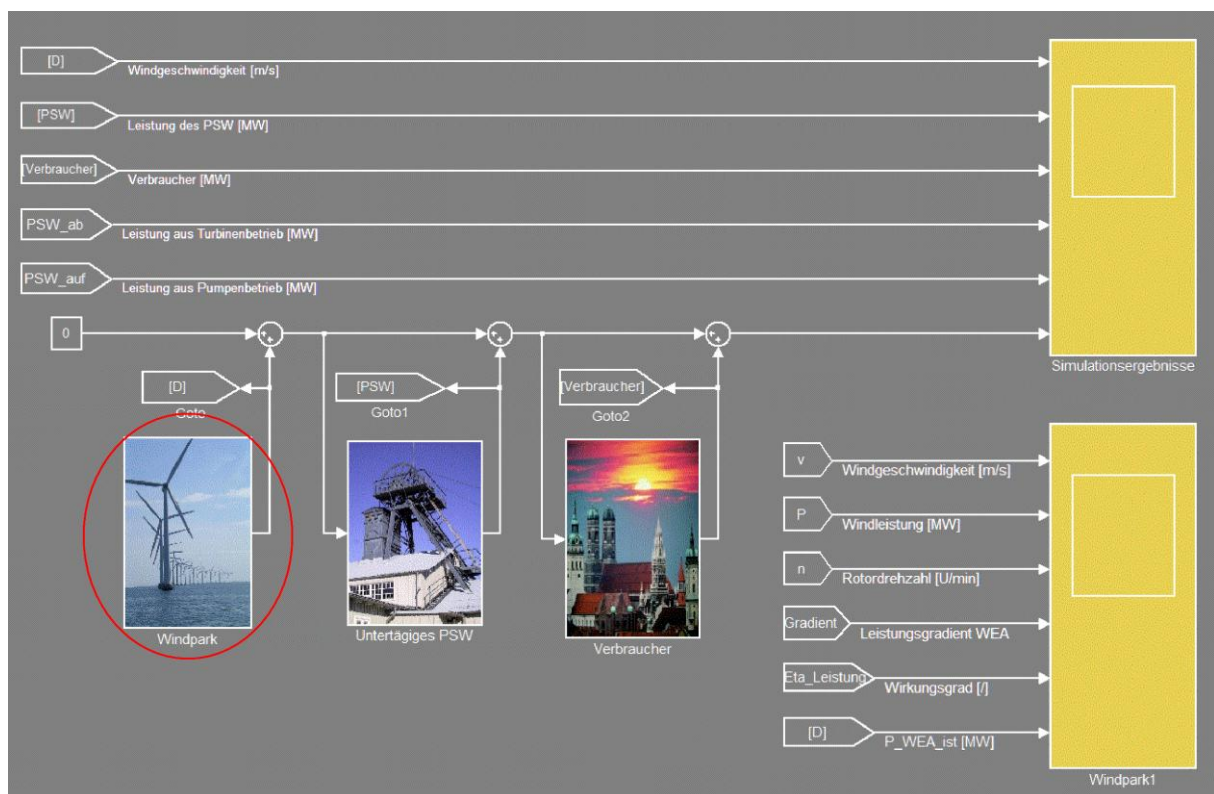 [D]
Windgeschwindigkeit [m/s]
[PSW]
Leistung des PSW [MW]
[Verbraucher]
Verbraucher [MW]
PSW_ab
Leistung aus Turbinenbetrieb [MW]
PSW_auf
Leistung aus Pumpenbetrieb [MW]
0
Simulationsergebnisse
[D]
Goto
[PSW]
Goto1
[Verbraucher]
Goto2
Windpark
Untertägiges PSW
Verbraucher
v
Windgeschwindigkeit [m/s]
P
Windleistung [MW]
n
Rotordrehzahl [U/min]
Gradient
Leistungsgradient WEA
Eta_Leistung
Wirkungsgrad [/]
[D]
P_WEA_ist [MW]
Windpark1